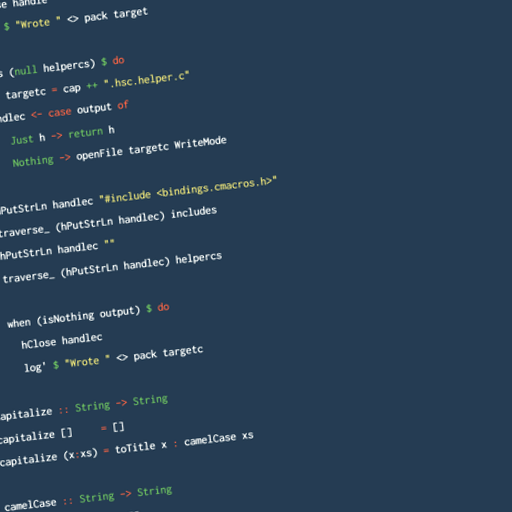 e handle
$ "Wrote " <> pack target
s (null helpercs) $ do
targetc = cap ++ ".hsc.helper.c"
ndlec <- case output of
Just h -> return h
Nothing -> openFile targetc WriteMode
hPutStrLn handlec "#include <bindings.cmacros.h>"
traverse_ (hPutStrLn handlec) includes
hPutStrLn handlec ""
traverse_ (hPutStrLn handlec) helpercs
when (isNothing output) $ do
hClose handlec
log' $ "Wrote " <> pack targetc
apitalize :: String -> String
capitalize [] = []
capitalize (x:xs) = toTitle x : camelCase xs
camelCase :: String -> String